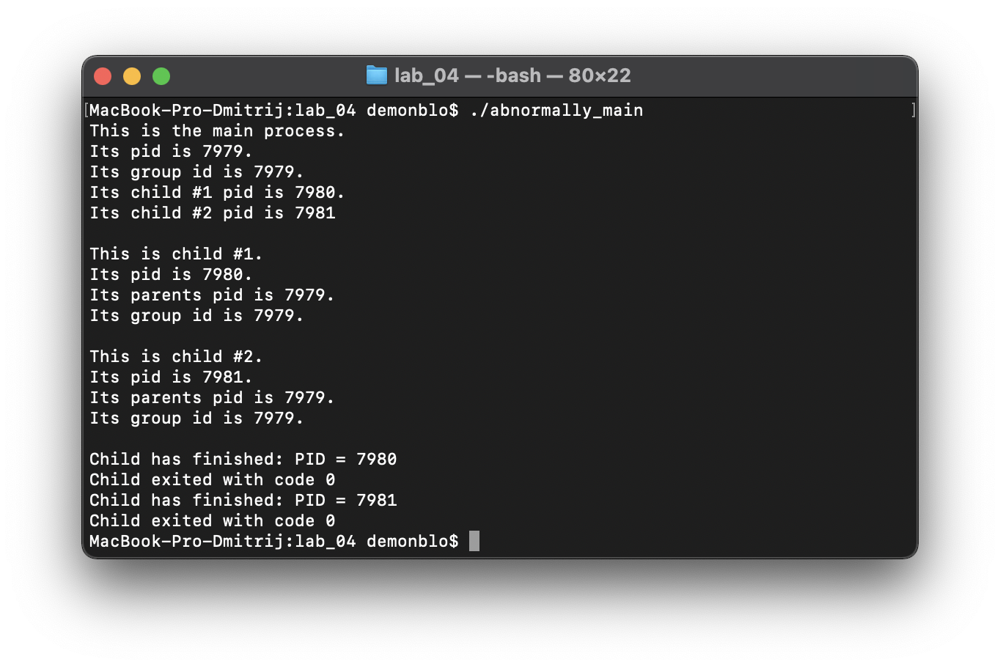 lab_04 — -bash — 80×22
[MacBook-Pro-Dmitrij:lab_04 demonblo$ ./abnormally_main ]
This is the main process.
Its pid is 7979.
Its group id is 7979.
Its child #1 pid is 7980.
Its child #2 pid is 7981
This is child #1.
Its pid is 7980.
Its parents pid is 7979.
Its group id is 7979.
This is child #2.
Its pid is 7981.
Its parents pid is 7979.
Its group id is 7979.
Child has finished: PID = 7980
Child exited with code 0
Child has finished: PID = 7981
Child exited with code 0
MacBook-Pro-Dmitrij:lab_04 demonblo$